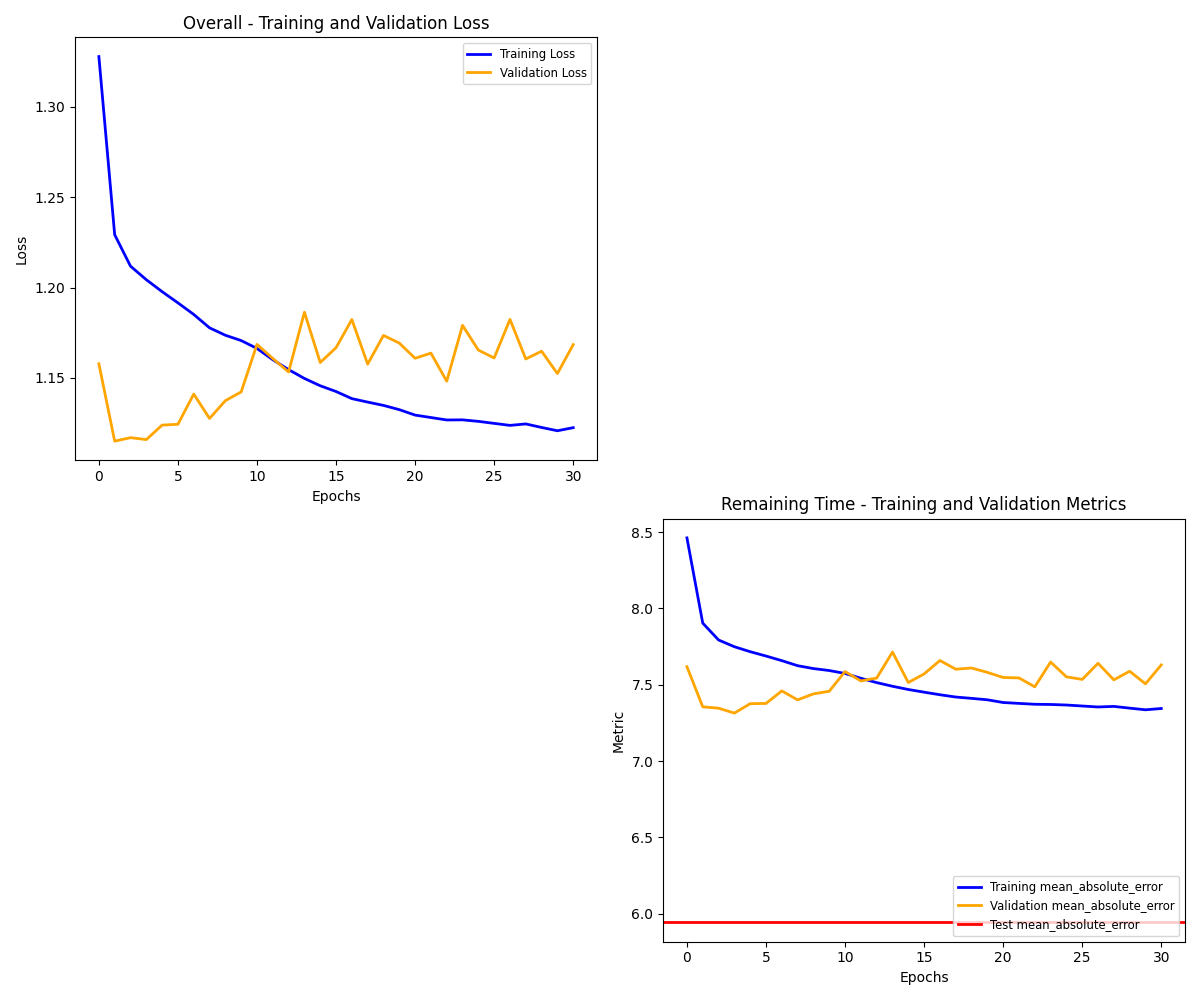 Overall - Training and Validation Loss
Training Loss
Validation Loss
1.30
1.25
1.20
1.15
Loss
0 5 10 15 20 25 30
Epochs
Remaining Time - Training and Validation Metrics
8.5
8.0
7.5
7.0
6.5
6.0
Metric
Training mean_absolute_error
Validation mean_absolute_error
Test mean_absolute_error
0 5 10 15 20 25 30
Epochs